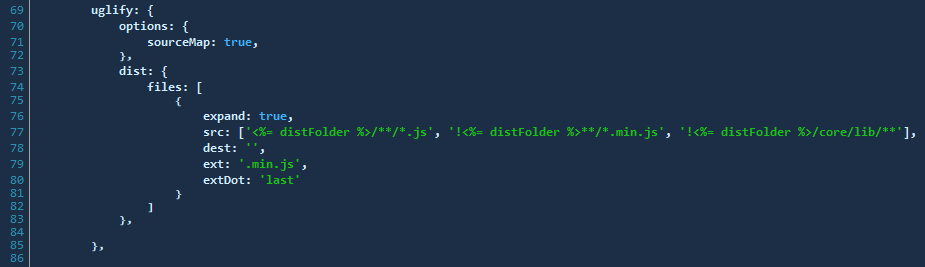 69 uglify: {
70 options: {
71 sourceMap: true,
72 },
73 dist: {
74 files: [
75 {
76 expand: true,
77 src: ['<%= distFolder %>/**/*.js', '!<%= distFolder %>**/*.min.js', '!<%= distFolder %>/core/lib/**'],
78 dest: '',
79 ext: '.min.js',
80 extDot: 'last'
81 }
82 ]
83 },
84
85 },
86